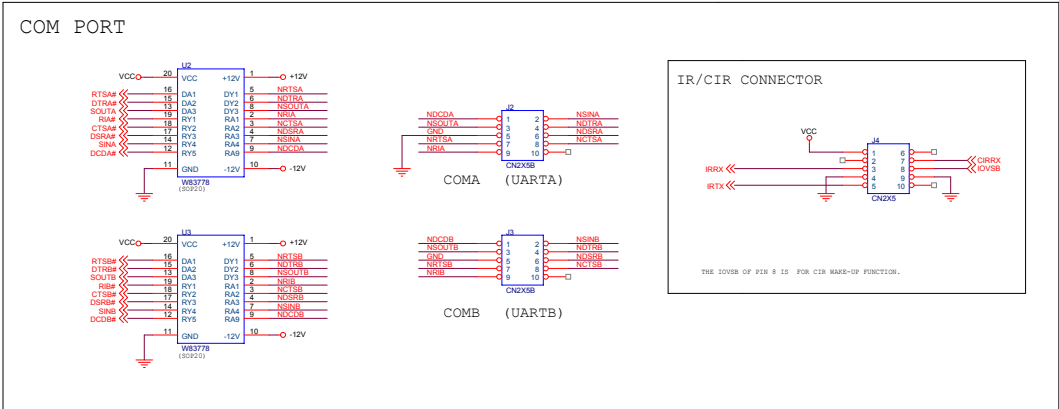 COM PORT
U2
VCC 20 VCC +12V 1 +12V
RTSA# 16 DA1 DY1 5 NRTSA
DTRA# 15 DA2 DY2 6 NDTRA
SOUTA 13 DA3 DY3 8 NSOUTA
RIA# 19 RY1 RA1 2 NRIA
CTSA# 18 RY2 RA2 3 NCTSA
DSRA# 17 RY3 RA3 4 NDSRA
SINA 14 RY4 RA4 7 NSINA
DCDA# 12 RY5 RA9 9 NDCDA
11 GND -12V 10 -12V
W83778
(SOP20)
J2
NDCDA 1 2 NSINA
NSOUTA 3 4 NDTRA
GND 5 6 NDSRA
NRTSA 7 8 NCTSA
NRIA 9 10
CN2X5B
COMA (UARTA)
IR/CIR CONNECTOR
VCC
J4
1 6
2 7 CIRRX
IRRX 3 8 IOVSB
4 9
IRTX 5 10
CN2X5
THE IOVSB OF PIN 8 IS FOR CIR WAKE-UP FUNCTION.
U3
VCC 20 VCC +12V 1 +12V
RTSB# 16 DA1 DY1 5 NRTSB
DTRB# 15 DA2 DY2 6 NDTRB
SOUTB 13 DA3 DY3 8 NSOUTB
RIB# 19 RY1 RA1 2 NRIB
CTSB# 18 RY2 RA2 3 NCTSB
DSRB# 17 RY3 RA3 4 NDSRB
SINB 14 RY4 RA4 7 NSINB
DCDB# 12 RY5 RA9 9 NDCDB
11 GND -12V 10 -12V
W83778
(SOP20)
J3
NDCDB 1 2 NSINB
NSOUTB 3 4 NDTRB
GND 5 6 NDSRB
NRTSB 7 8 NCTSB
NRIB 9 10
CN2X5B
COMB (UARTB)